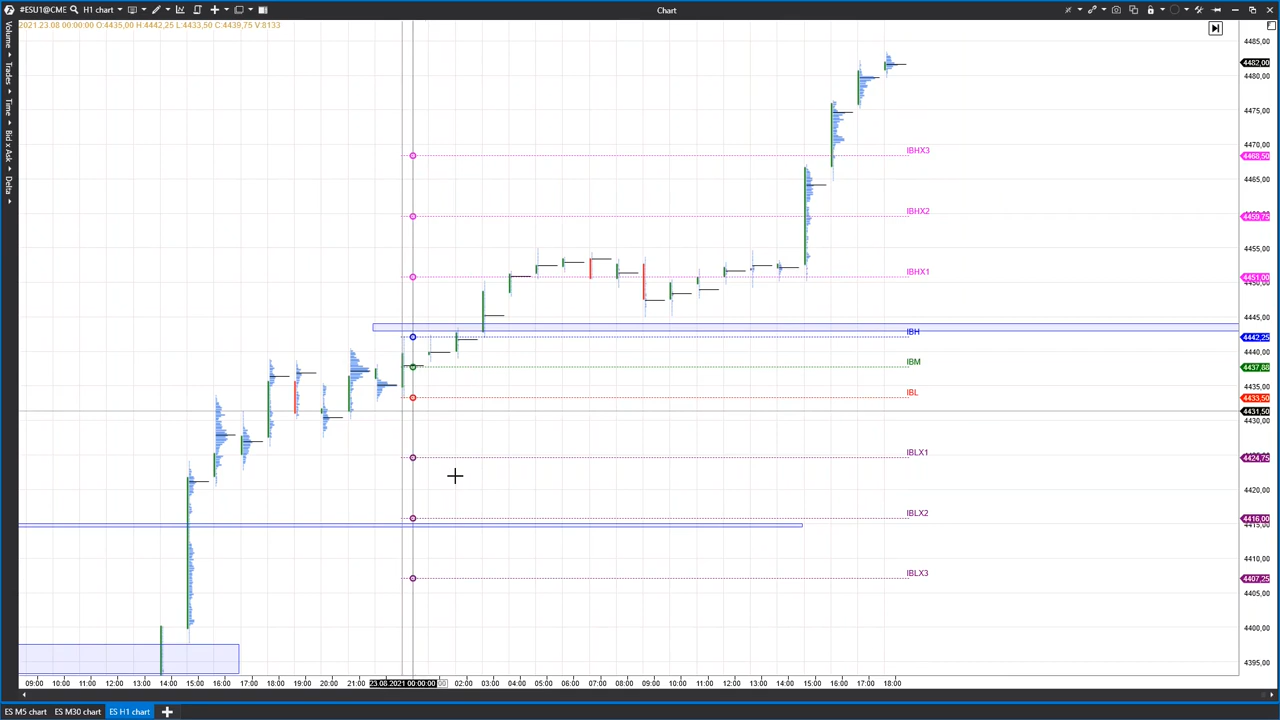 #ESU1@CME H1 chart Chart
2021.23.08 00:00:00 O:4435,00 H:4442,25 L:4433,50 C:4439,75 V:8133
Volume
Trades
Time
Bid x Ask
Delta
4485,00
4482,00
4480,00
4475,00
4470,00
IBHX3
4468,50
4465,00
IBHX2
4459,75
4455,00
IBHX1
4451,00
4450,00
4445,00
IBH
4442,25
4440,00
IBM
4437,88
4435,00
IBL
4433,50
4431,50
4430,00
IBLX1
4424,75
4420,00
IBLX2
4416,00
4415,00
4410,00
IBLX3
4407,25
4405,00
4400,00
4395,00
09:00 10:00 11:00 12:00 13:00 14:00 15:00 16:00 17:00 18:00 19:00 20:00 21:00 23.08.2021 00:00:00 00 02:00 03:00 04:00 05:00 06:00 07:00 08:00 09:00 10:00 11:00 12:00 13:00 14:00 15:00 16:00 17:00 18:00
ES M5 chart ES M30 chart ES H1 chart